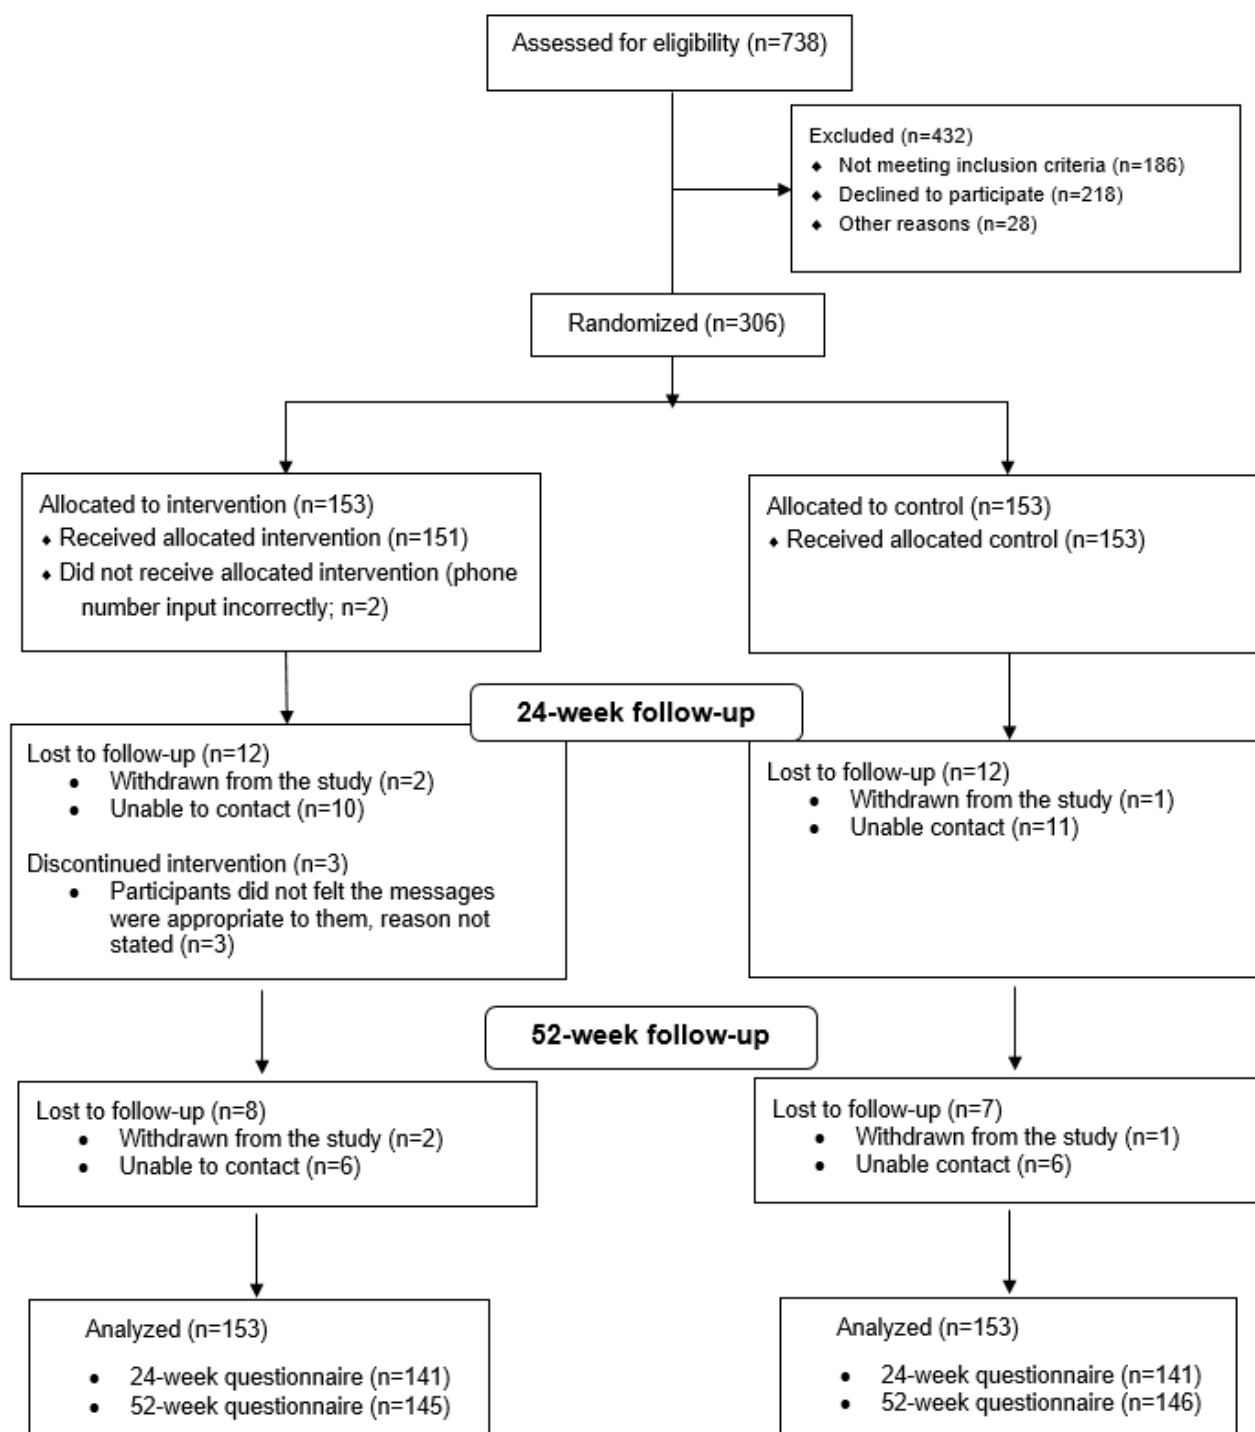 Assessed for eligibility (n=738)
Excluded (n=432)
⬥ Not meeting inclusion criteria (n=186)
⬥ Declined to participate (n=218)
⬥ Other reasons (n=28)
Randomized (n=306)
Allocated to intervention (n=153)
⬥ Received allocated intervention (n=151)
⬥ Did not receive allocated intervention (phone
number input incorrectly; n=2)
Allocated to control (n=153)
⬥ Received allocated control (n=153)
24-week follow-up
Lost to follow-up (n=12)
• Withdrawn from the study (n=2)
• Unable to contact (n=10)
Discontinued intervention (n=3)
• Participants did not felt the messages
were appropriate to them, reason not
stated (n=3)
Lost to follow-up (n=12)
• Withdrawn from the study (n=1)
• Unable contact (n=11)
52-week follow-up
Lost to follow-up (n=8)
• Withdrawn from the study (n=2)
• Unable to contact (n=6)
Lost to follow-up (n=7)
• Withdrawn from the study (n=1)
• Unable contact (n=6)
Analyzed (n=153)
• 24-week questionnaire (n=141)
• 52-week questionnaire (n=145)
Analyzed (n=153)
• 24-week questionnaire (n=141)
• 52-week questionnaire (n=146)